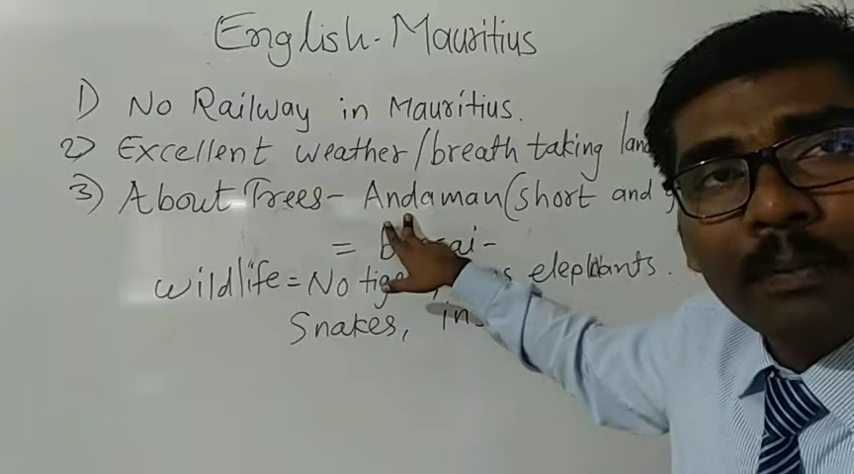 English-Mauritius
1) No Railway in Mauritius.
2) Excellent weather/breath taking
3) About Trees- Andaman (short and
=
wildlife = No elephants.
Snakes,